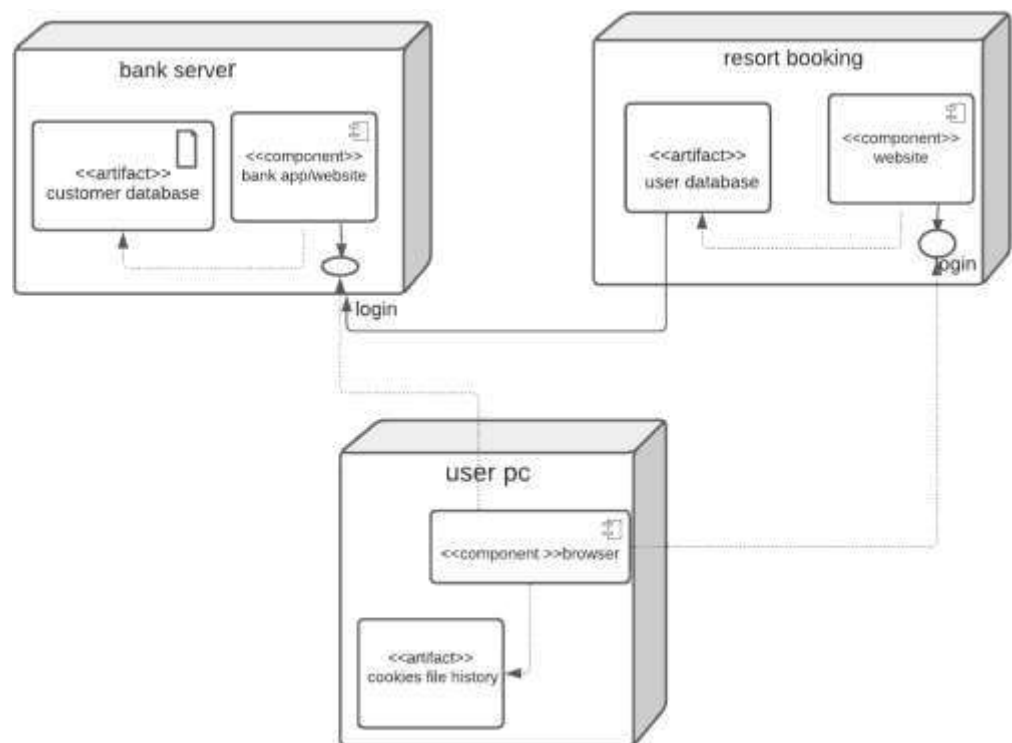 bank server
<<artifact>>
customer database
<<component>>
bank app/website
login
resort booking
<<artifact>>
user database
<<component>>
website
login
user pc
<<component >>browser
<<artifact>>
cookies file history